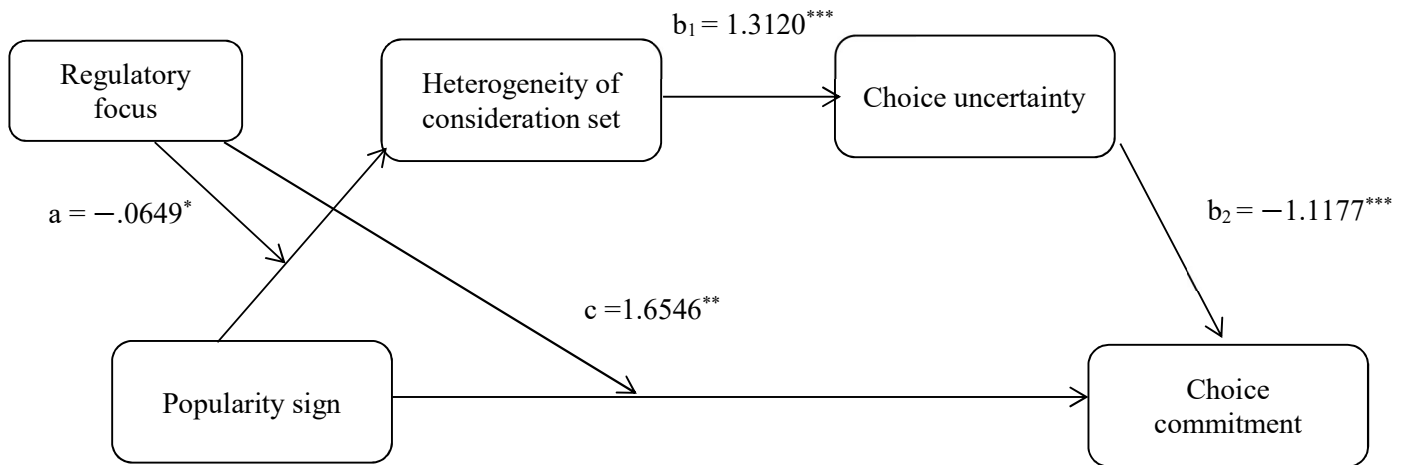 b₁ = 1.3120***
Regulatory
focus
Heterogeneity of
consideration set
Choice uncertainty
a = −.0649*
b₂ = −1.1177***
c =1.6546**
Popularity sign
Choice
commitment